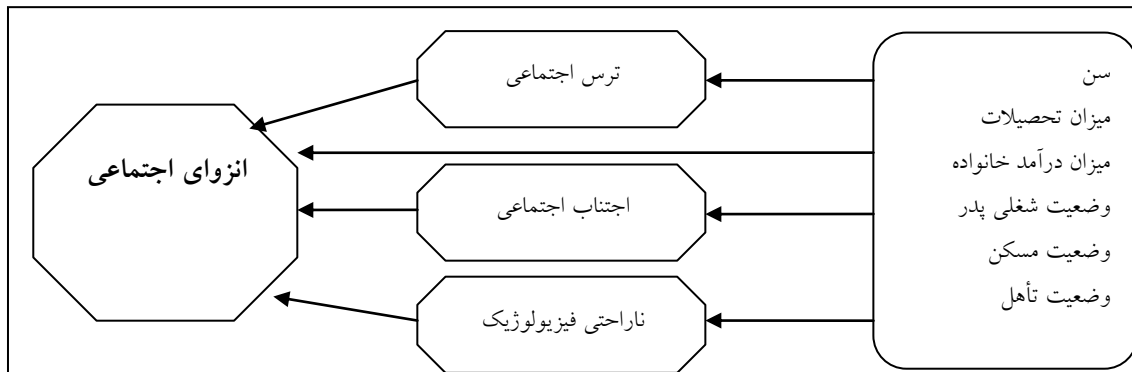 سن
میزان تحصیلات
میزان درآمد خانواده
وضعیت شغلی پدر
وضعیت مسکن
وضعیت تأهل
ترس اجتماعی
اجتناب اجتماعی
ناراحتی فیزیولوژیک
انزوای اجتماعی